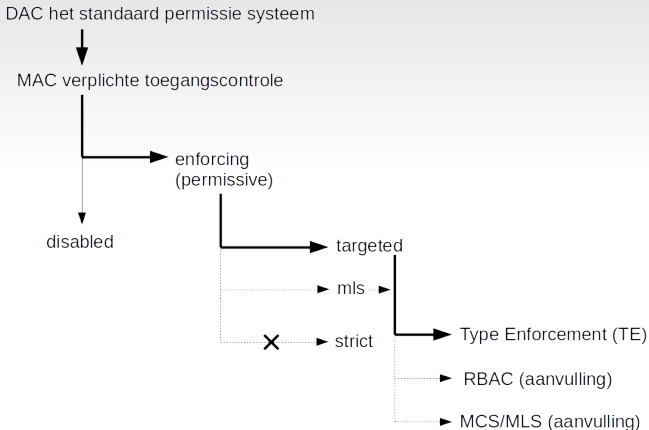 DAC het standaard permissie systeem
MAC verplichte toegangscontrole
enforcing
(permissive)
disabled
targeted
mls
strict
Type Enforcement (TE)
RBAC (aanvulling)
MCS/MLS (aanvulling)